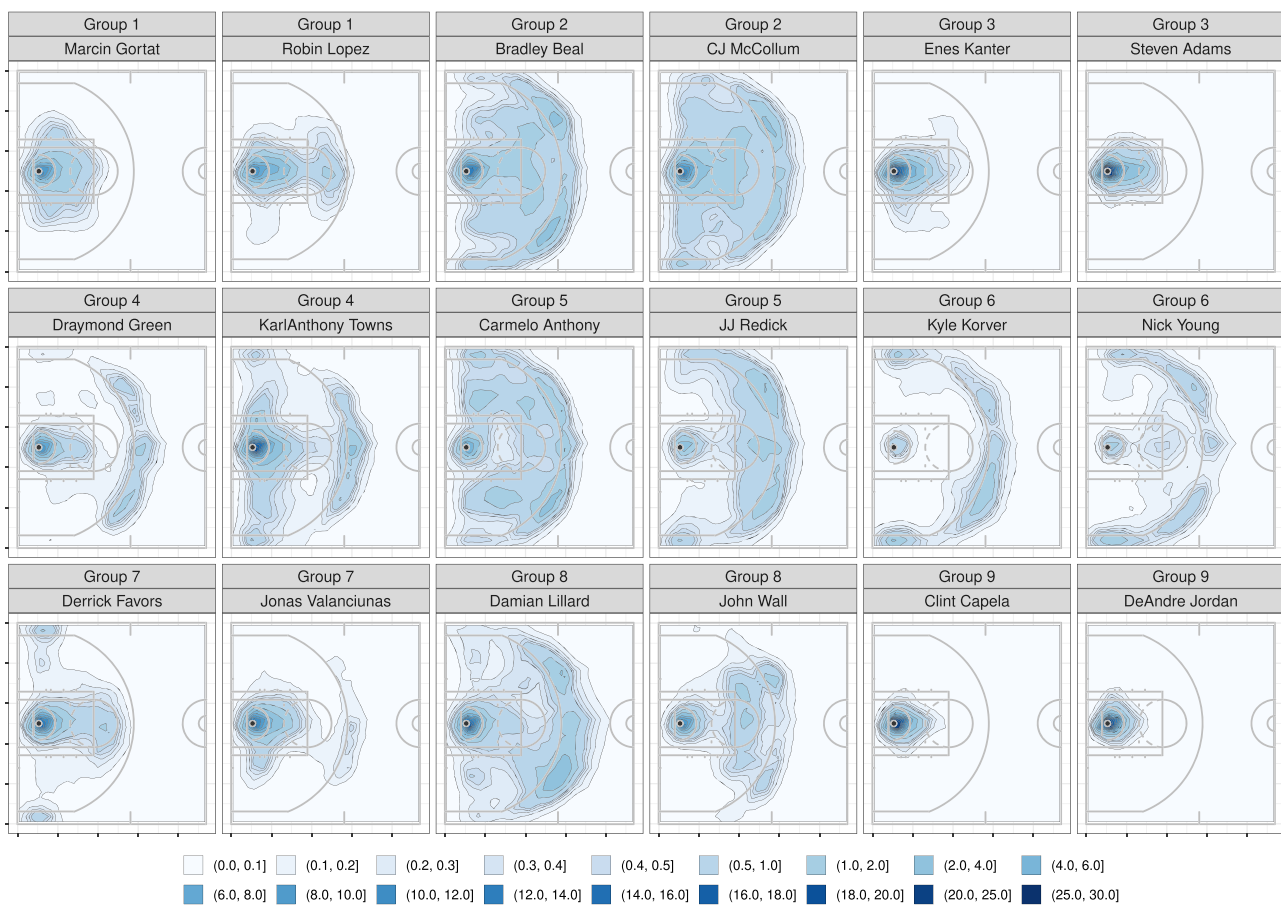 Group 1 Group 1 Group 2 Group 2 Group 3 Group 3
Marcin Gortat Robin Lopez Bradley Beal CJ McCollum Enes Kanter Steven Adams
Group 4 Group 4 Group 5 Group 5 Group 6 Group 6
Draymond Green KarlAnthony Towns Carmelo Anthony JJ Redick Kyle Korver Nick Young
Group 7 Group 7 Group 8 Group 8 Group 9 Group 9
Derrick Favors Jonas Valanciunas Damian Lillard John Wall Clint Capela DeAndre Jordan
(0.0, 0.1] (0.1, 0.2] (0.2, 0.3] (0.3, 0.4] (0.4, 0.5] (0.5, 1.0] (1.0, 2.0] (2.0, 4.0] (4.0, 6.0]
(6.0, 8.0] (8.0, 10.0] (10.0, 12.0] (12.0, 14.0] (14.0, 16.0] (16.0, 18.0] (18.0, 20.0] (20.0, 25.0] (25.0, 30.0]